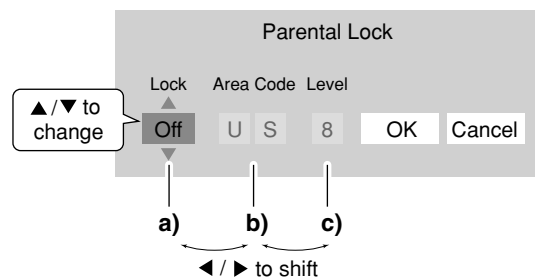 Parental Lock
Lock Area Code Level
▲/▼ to
change
Off U S 8 OK Cancel
a) b) c)
◀ / ▶ to shift